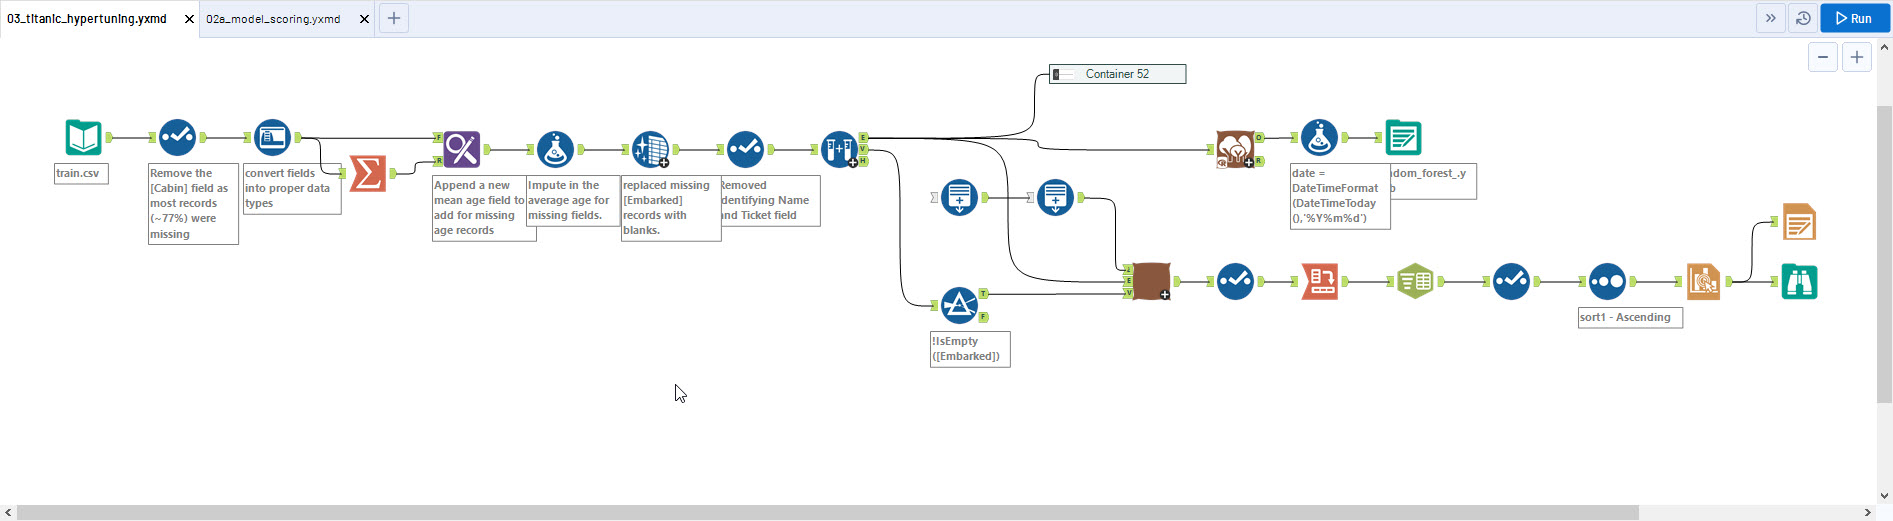 03_titanic_hypertuning.yxmd
02a_model_scoring.yxmd
Run
Container 52
train.csv
Remove the
[Cabin] field as
most records
(~77%) were
missing
convert fields
into proper data
types
F
R
Append a new
mean age field to
add for missing
age records
Impute in the
average age for
missing fields.
replaced missing
[Embarked]
records with
blanks.
Removed
identifying Name
and Ticket field
E
V
H
O
R
date =
DateTimeFormat
(DateTimeToday
(),'%Y%m%d')
ndom_forest_.y
b
L
E
V
T
F
!IsEmpty
([Embarked])
sort1 - Ascending